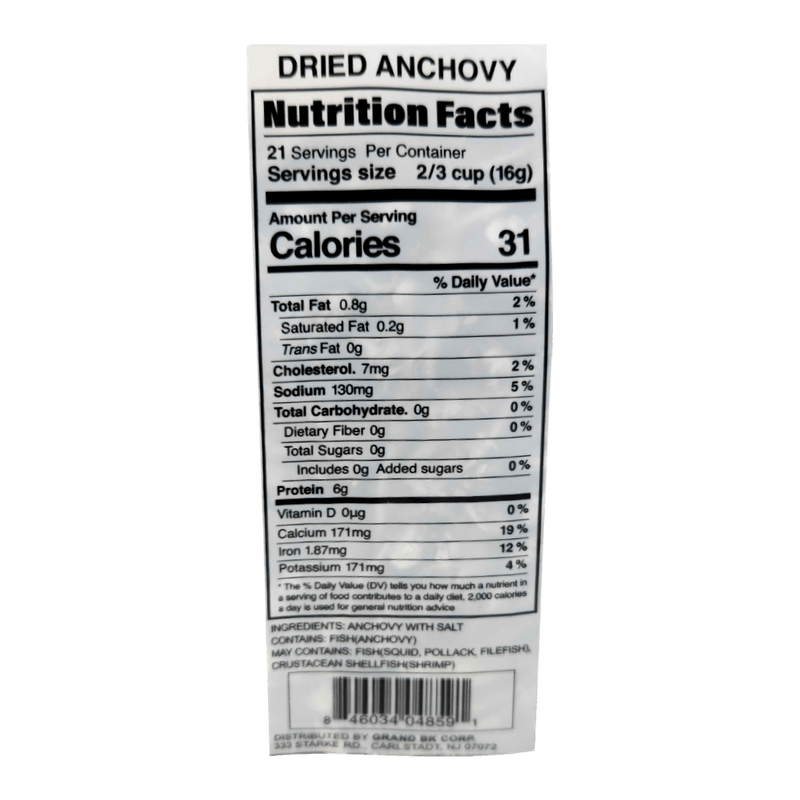 DRIED ANCHOVY
Nutrition Facts
21 Servings Per Container
Servings size 2/3 cup (16g)
Amount Per Serving
Calories 31
% Daily Value*
Total Fat 0.8g 2%
Saturated Fat 0.2g 1%
Trans Fat 0g
Cholesterol. 7mg 2%
Sodium 130mg 5%
Total Carbohydrate. 0g 0%
Dietary Fiber 0g 0%
Total Sugars 0g
Includes 0g Added sugars 0%
Protein 6g
Vitamin D 0µg 0%
Calcium 171mg 19%
Iron 1.87mg 12%
Potassium 171mg 4%
* The % Daily Value (DV) tells you how much a nutrient in
a serving of food contributes to a daily diet. 2,000 calories
a day is used for general nutrition advice
INGREDIENTS: ANCHOVY WITH SALT
CONTAINS: FISH(ANCHOVY)
MAY CONTAINS: FISH(SQUID, POLLACK, FILEFISH),
CRUSTACEAN SHELLFISH(SHRIMP)
8 46034 04859 1
DISTRIBUTED BY GRAND BK CORP.
333 STARKE RD., CARLSTADT, NJ 07072